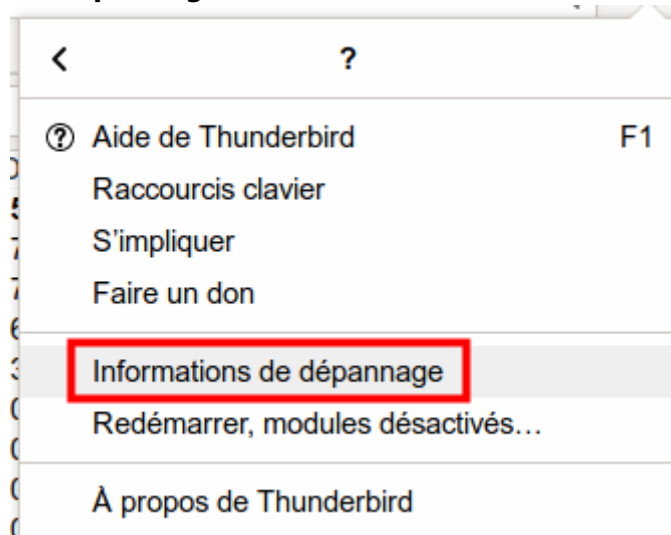 ?
Aide de Thunderbird F1
Raccourcis clavier
S'impliquer
Faire un don
Informations de dépannage
Redémarrer, modules désactivés…
À propos de Thunderbird